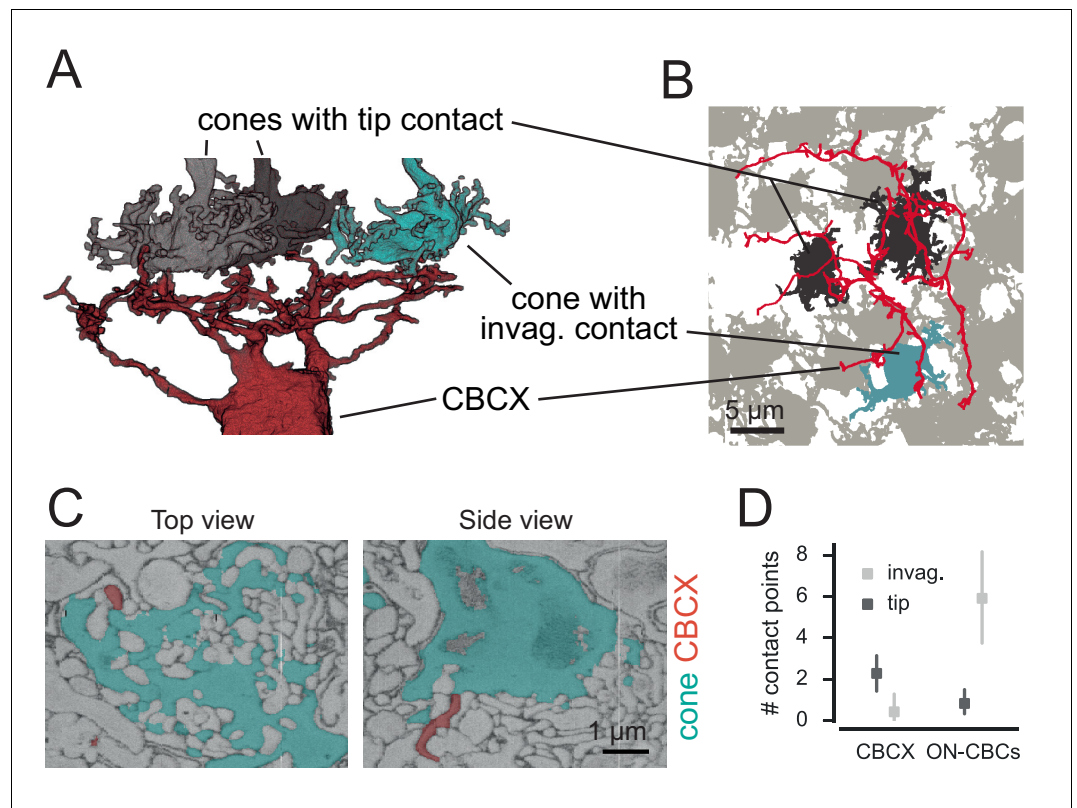 A
B
cones with tip contact
cone with
invag. contact
CBCX
5 µm
C
Top view
Side view
1 µm
cone CBCX
D
# contact points
8
6
4
2
0
invag.
tip
CBCX
ON-CBCs